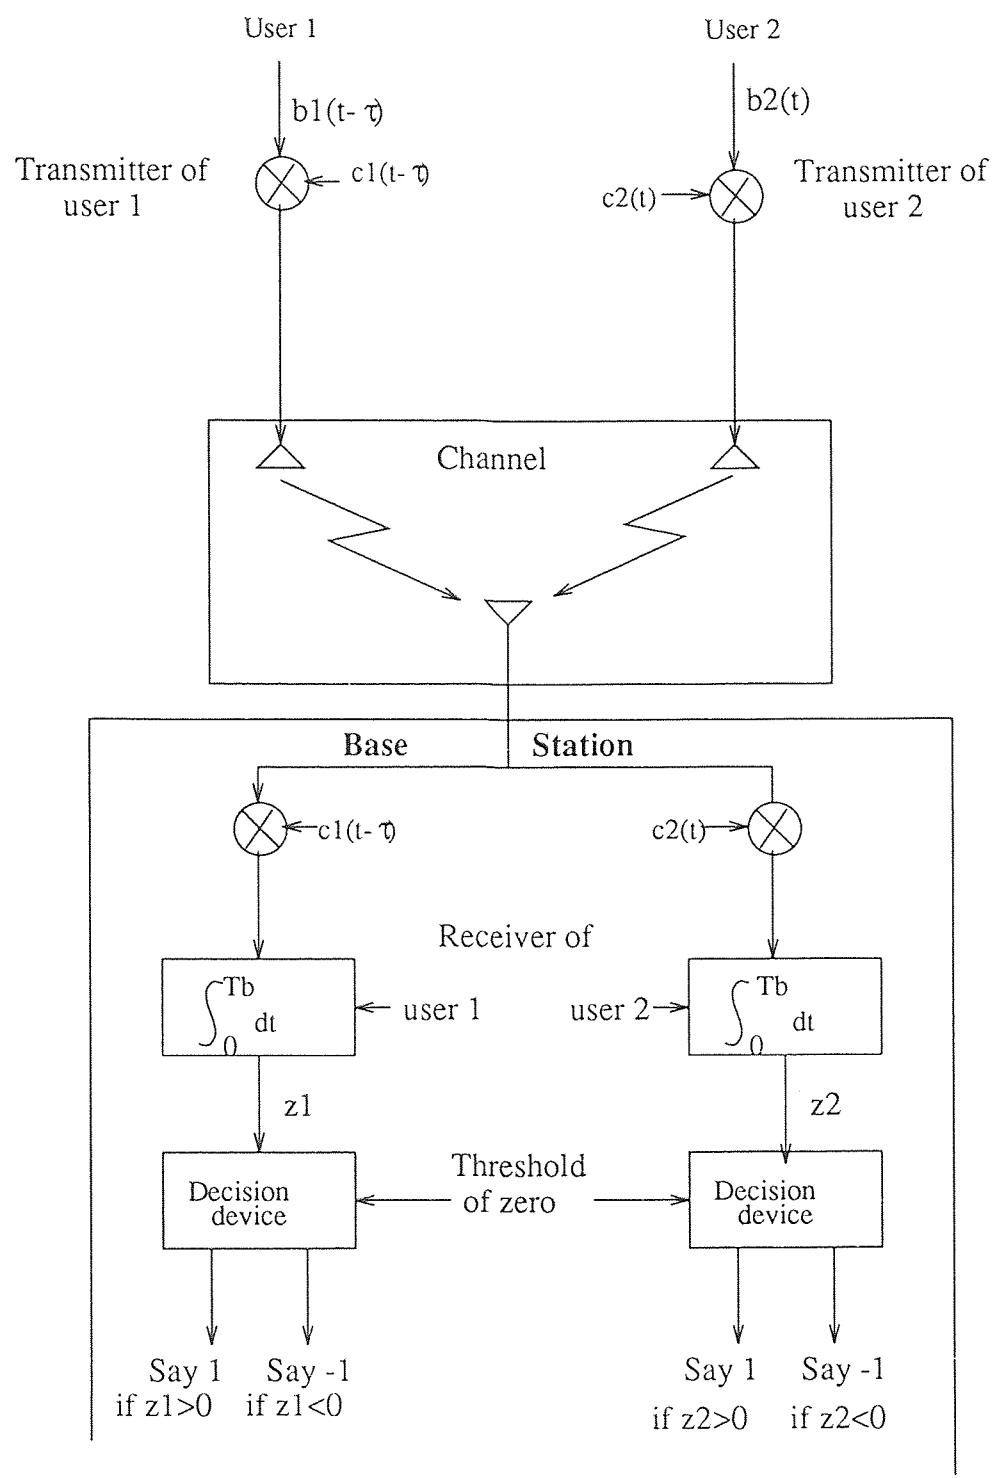 User 1
User 2
b1(t- τ)
b2(t)
Transmitter of
user 1
c1(t- τ)
c2(t)
Transmitter of
user 2
Channel
Base Station
c1(t- τ)
c2(t)
Receiver of
user 1
user 2
∫ Tb
0
dt
∫ Tb
0
dt
z1
z2
Threshold
of zero
Decision
device
Decision
device
Say 1
if z1>0
Say -1
if z1<0
Say 1
if z2>0
Say -1
if z2<0